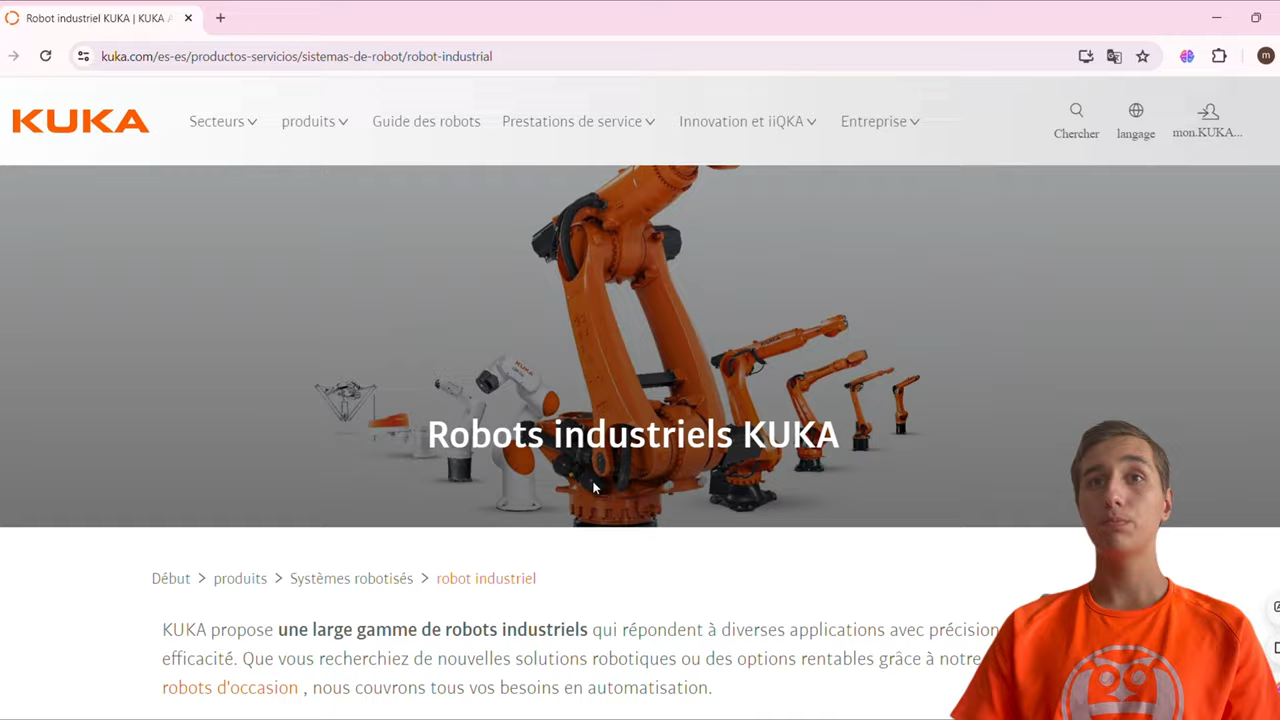 Robot industriel KUKA | KUKA A
kuka.com/es-es/productos-servicios/sistemas-de-robot/robot-industrial
m
KUKA
Secteurs
produits
Guide des robots
Prestations de service
Innovation et iiQKA
Entreprise
Chercher
langage
mon.KUKA...
KUKA
KUKA
Robots industriels KUKA
Début > produits > Systèmes robotisés > robot industriel
KUKA propose une large gamme de robots industriels qui répondent à diverses applications avec précision
efficacité. Que vous recherchiez de nouvelles solutions robotiques ou des options rentables grâce à notre
robots d'occasion , nous couvrons tous vos besoins en automatisation.